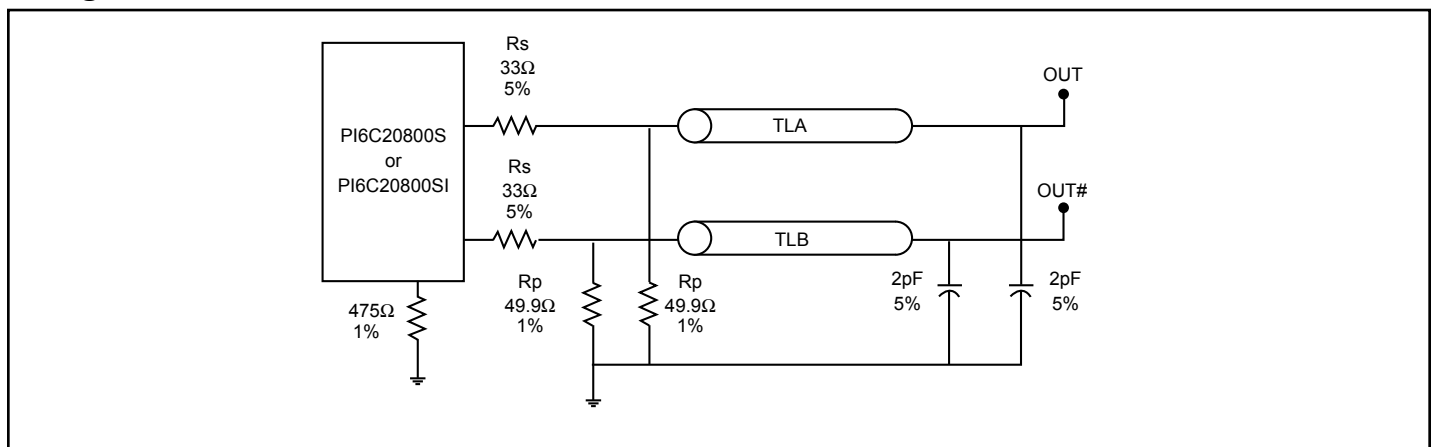 Rs
33Ω
5%
OUT
TLA
PI6C20800S
or
PI6C20800SI
Rs
33Ω
5%
OUT#
TLB
Rp
49.9Ω
1%
Rp
49.9Ω
1%
2pF
5%
2pF
5%
475Ω
1%